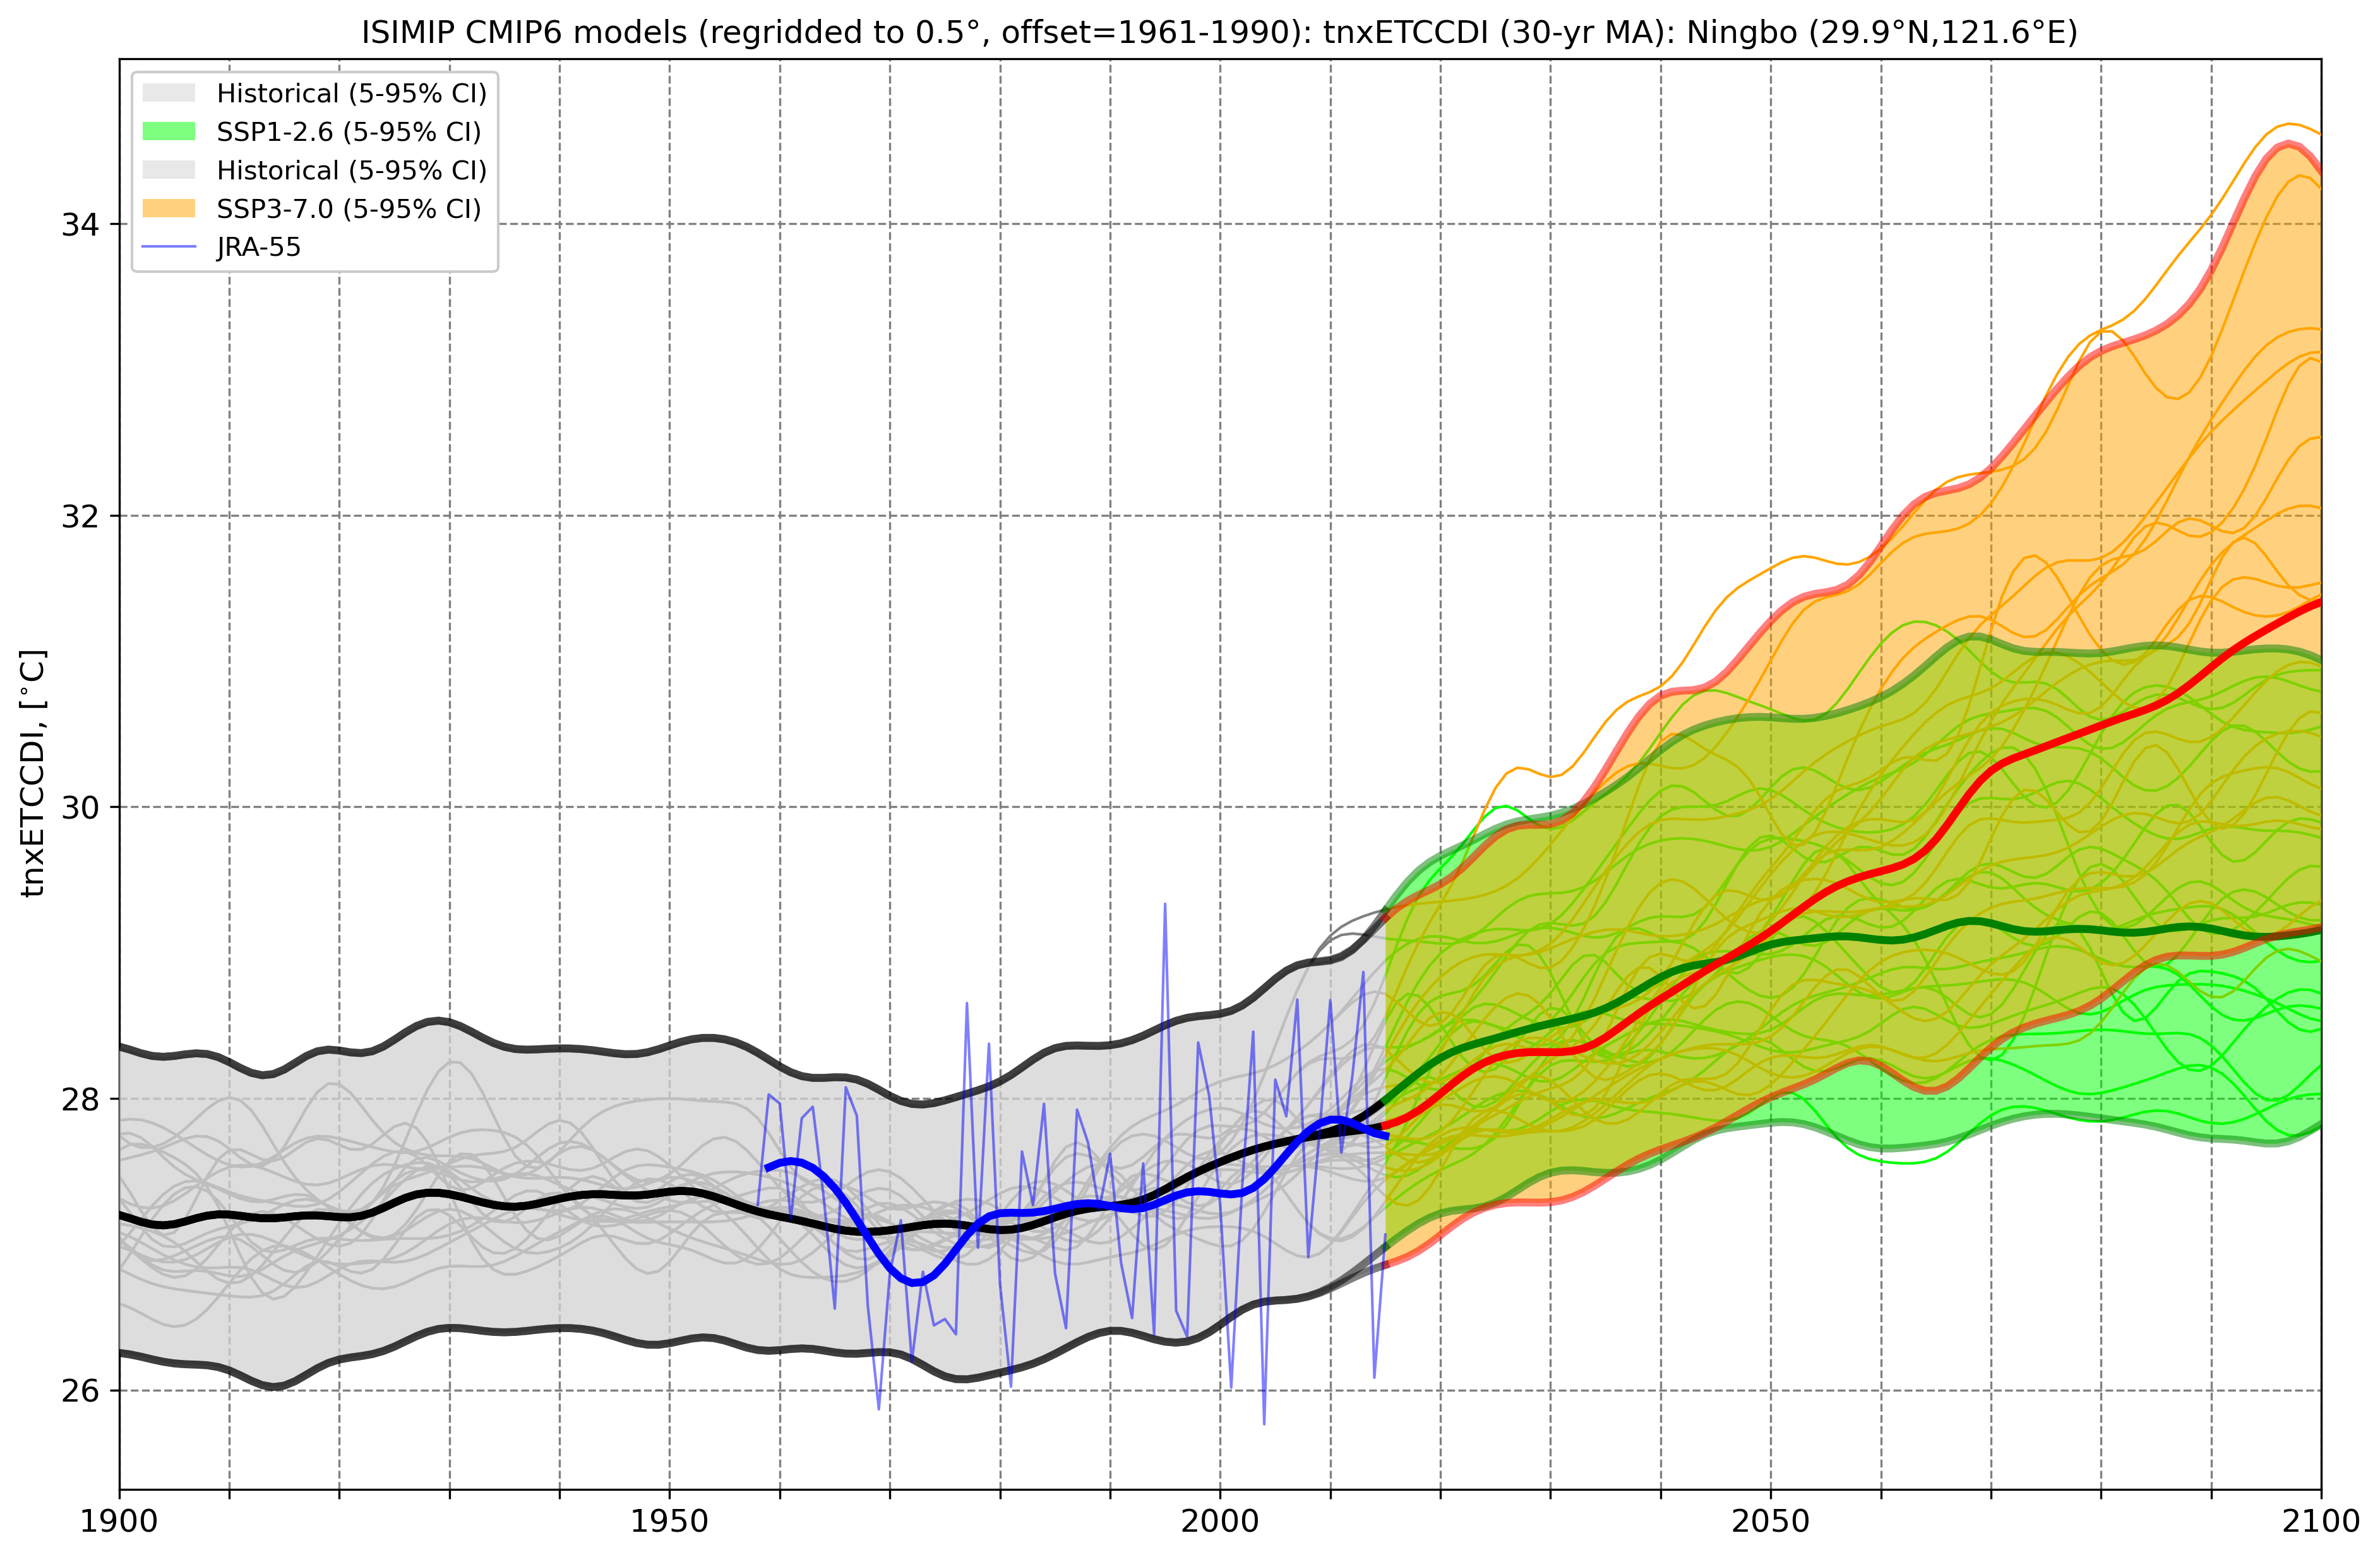 ISIMIP CMIP6 models (regridded to 0.5°, offset=1961-1990): tnxETCCDI (30-yr MA): Ningbo (29.9°N,121.6°E)
Historical (5-95% CI)
SSP1-2.6 (5-95% CI)
Historical (5-95% CI)
SSP3-7.0 (5-95% CI)
JRA-55
tnxETCCDI, [°C]
34
32
30
28
26
1900
1950
2000
2050
2100